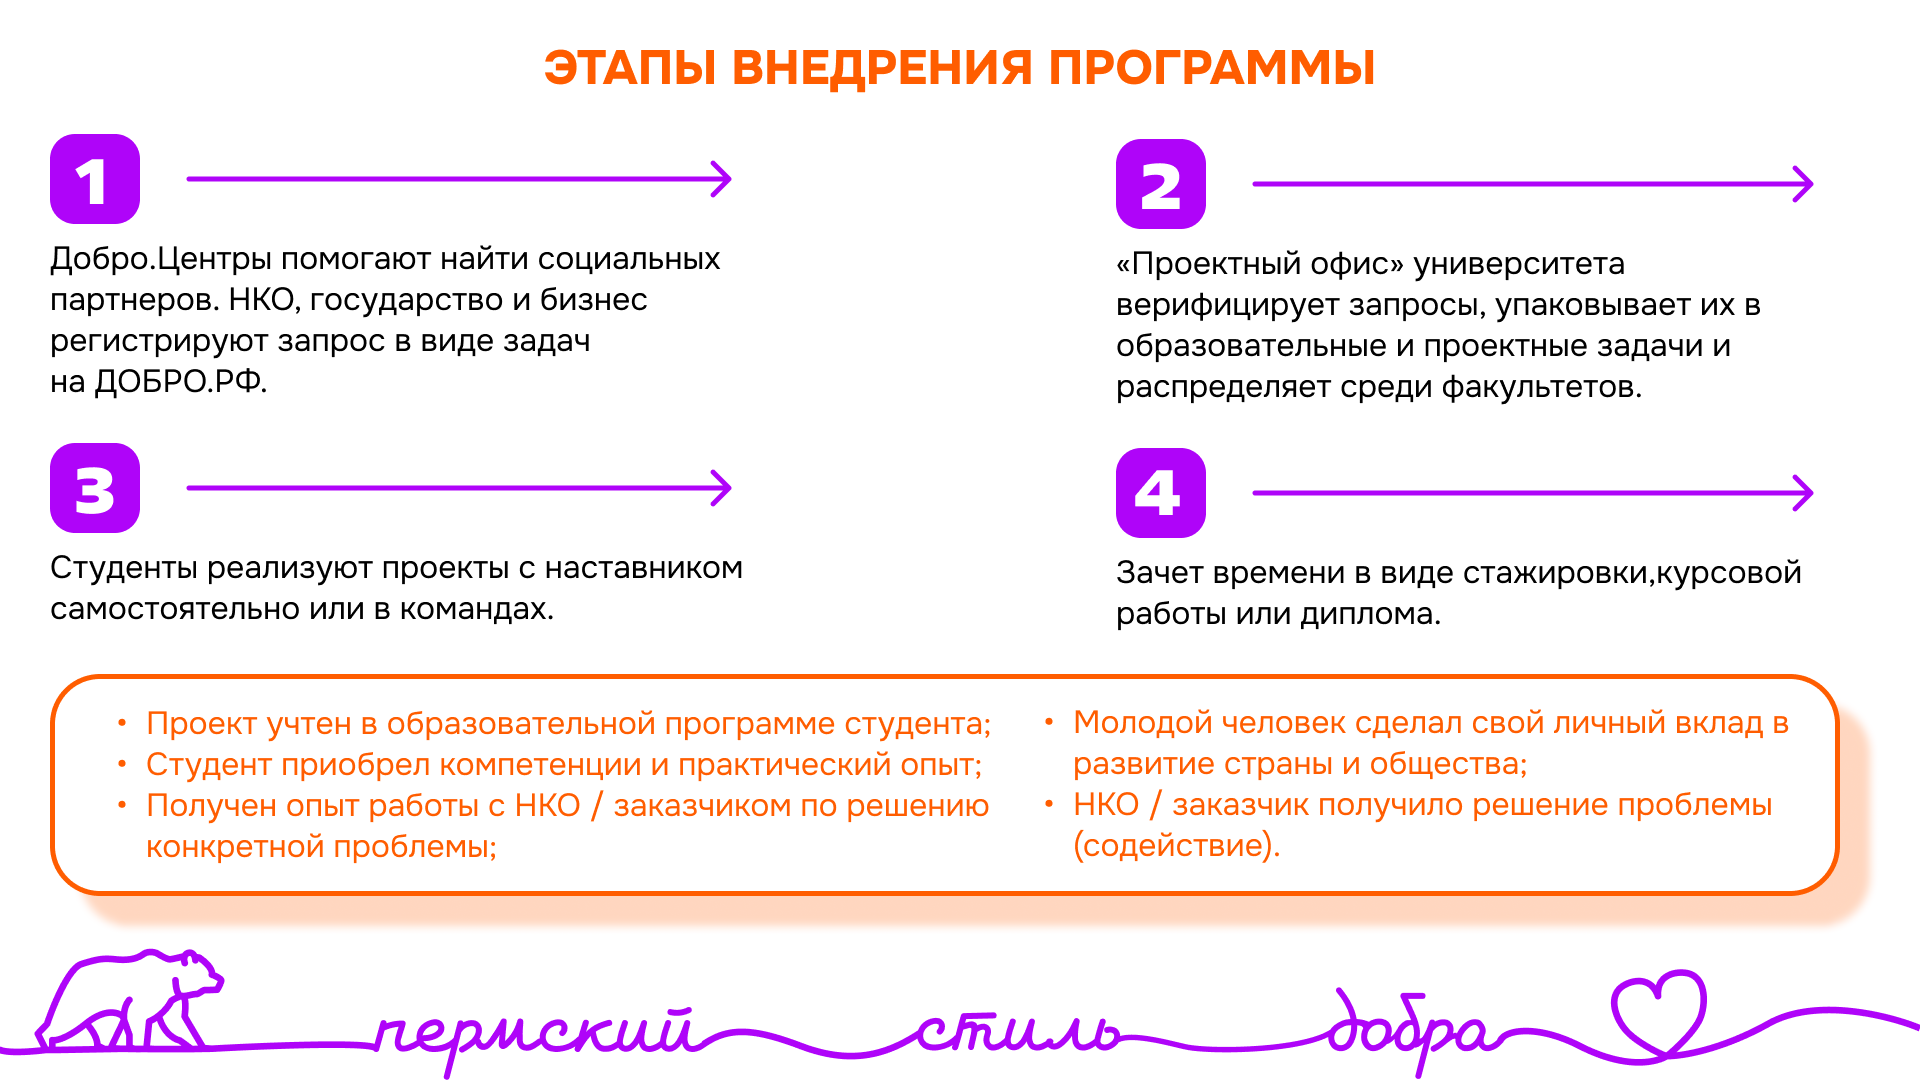 ЭТАПЫ ВНЕДРЕНИЯ ПРОГРАММЫ
1
Добро.Центры помогают найти социальных
партнеров. НКО, государство и бизнес
регистрируют запрос в виде задач
на ДОБРО.РФ.
2
«Проектный офис» университета
верифицирует запросы, упаковывает их в
образовательные и проектные задачи и
распределяет среди факультетов.
3
Студенты реализуют проекты с наставником
самостоятельно или в командах.
4
Зачет времени в виде стажировки,курсовой
работы или диплома.
• Проект учтен в образовательной программе студента;
• Студент приобрел компетенции и практический опыт;
• Получен опыт работы с НКО / заказчиком по решению
конкретной проблемы;
• Молодой человек сделал свой личный вклад в
развитие страны и общества;
• НКО / заказчик получило решение проблемы
(содействие).
пермский стиль добра